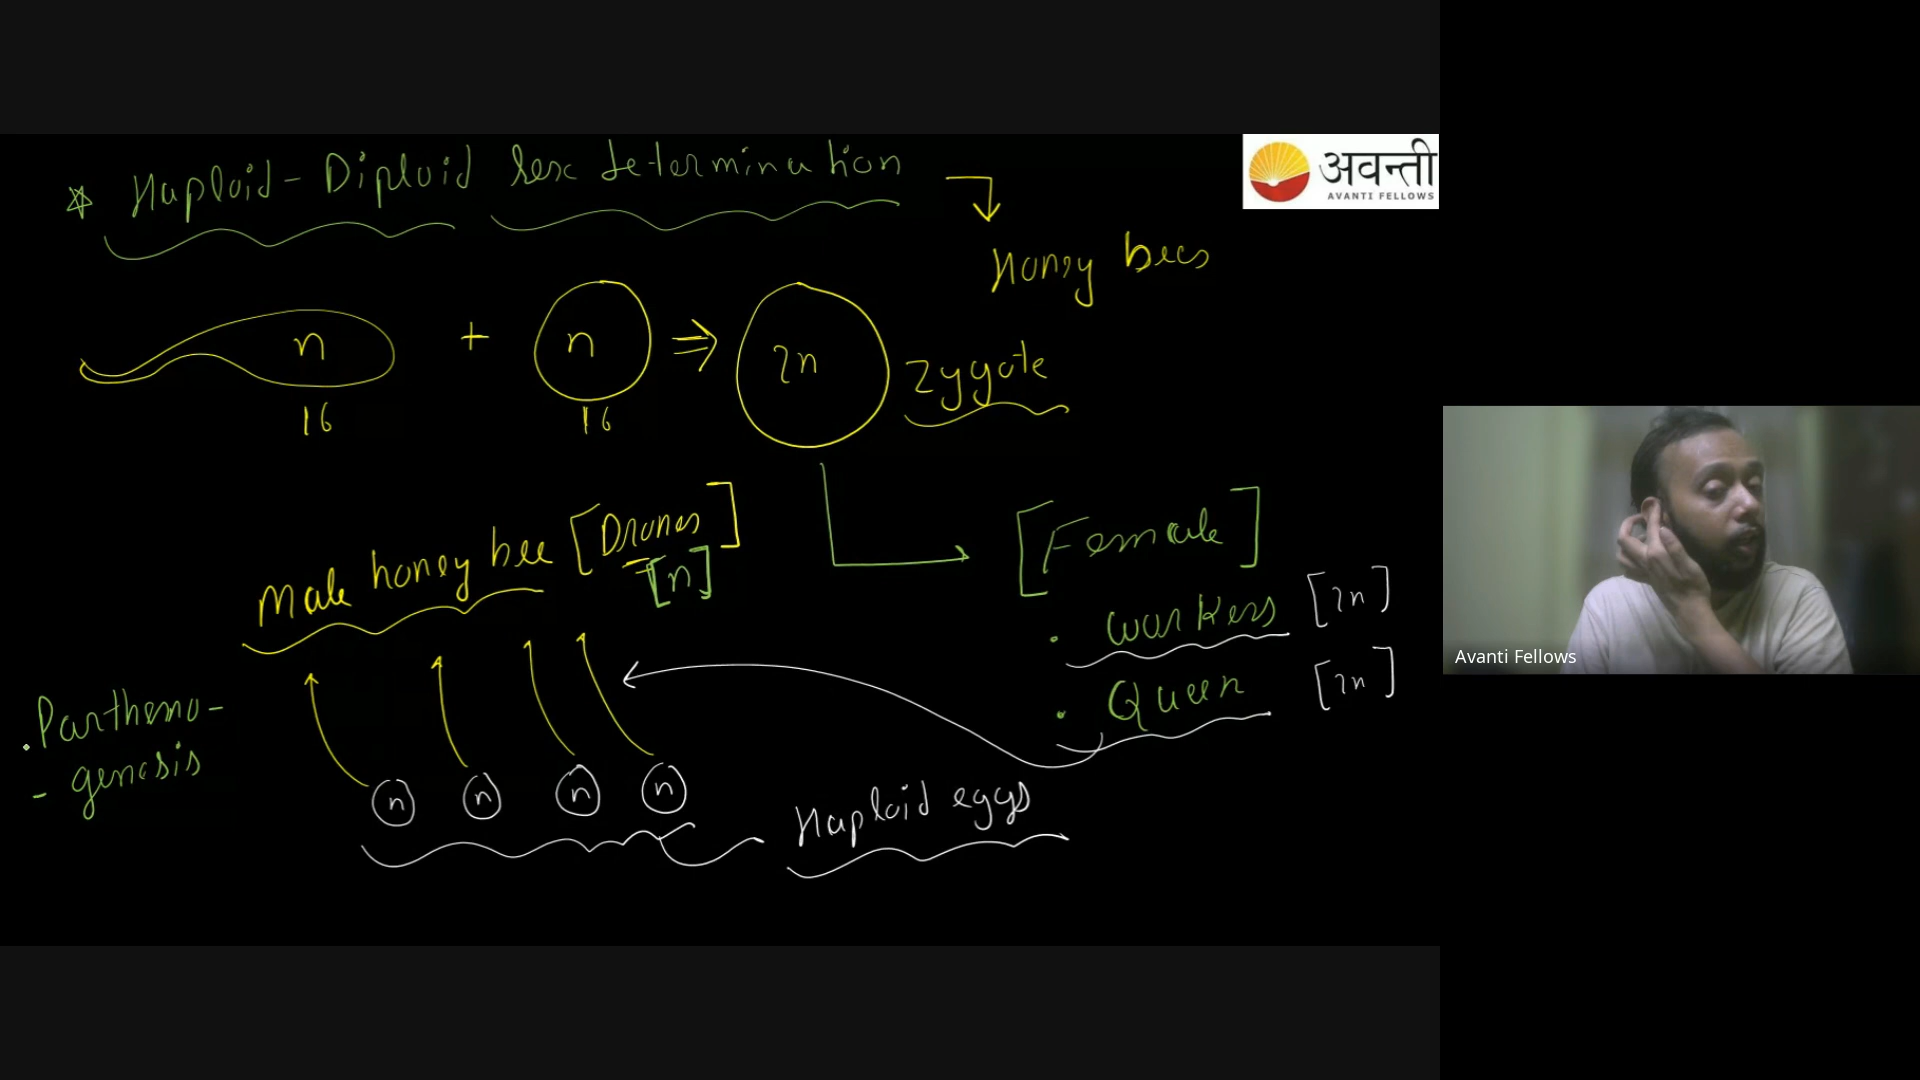 * Haploid - Diploid sex determination
Honey bees
अवन्ती
AVANTI FELLOWS
n + n ⇒ 2n Zygote
16 16
Male honey bee [Drones]
[n]
[Female]
. workers [2n]
. Queen [2n]
Partheno-
- genesis
n n n n
Haploid eggs
Avanti Fellows